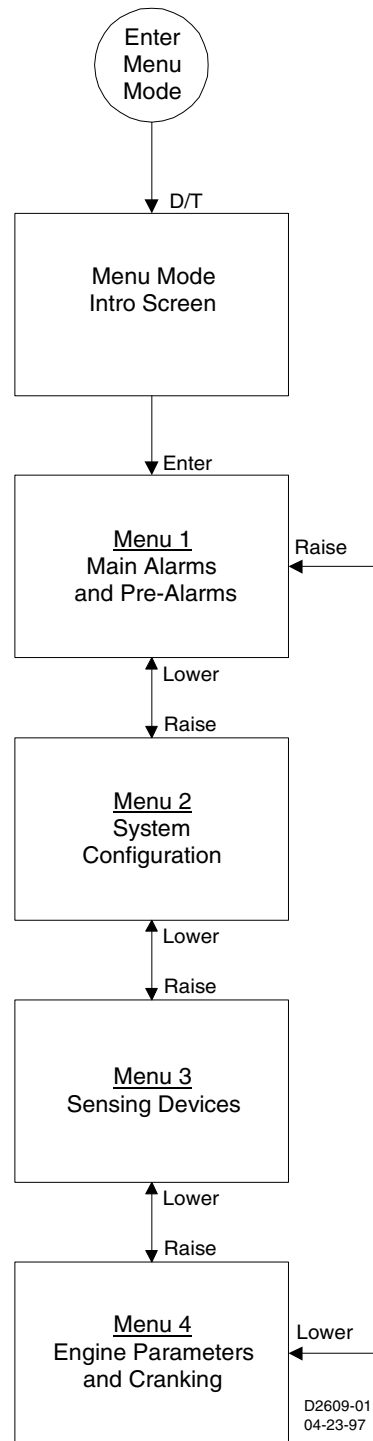 Enter
Menu
Mode
D/T
Menu Mode
Intro Screen
Enter
Menu 1
Main Alarms
and Pre-Alarms
Raise
Lower
Raise
Menu 2
System
Configuration
Lower
Raise
Menu 3
Sensing Devices
Lower
Raise
Menu 4
Engine Parameters
and Cranking
Lower
D2609-01
04-23-97